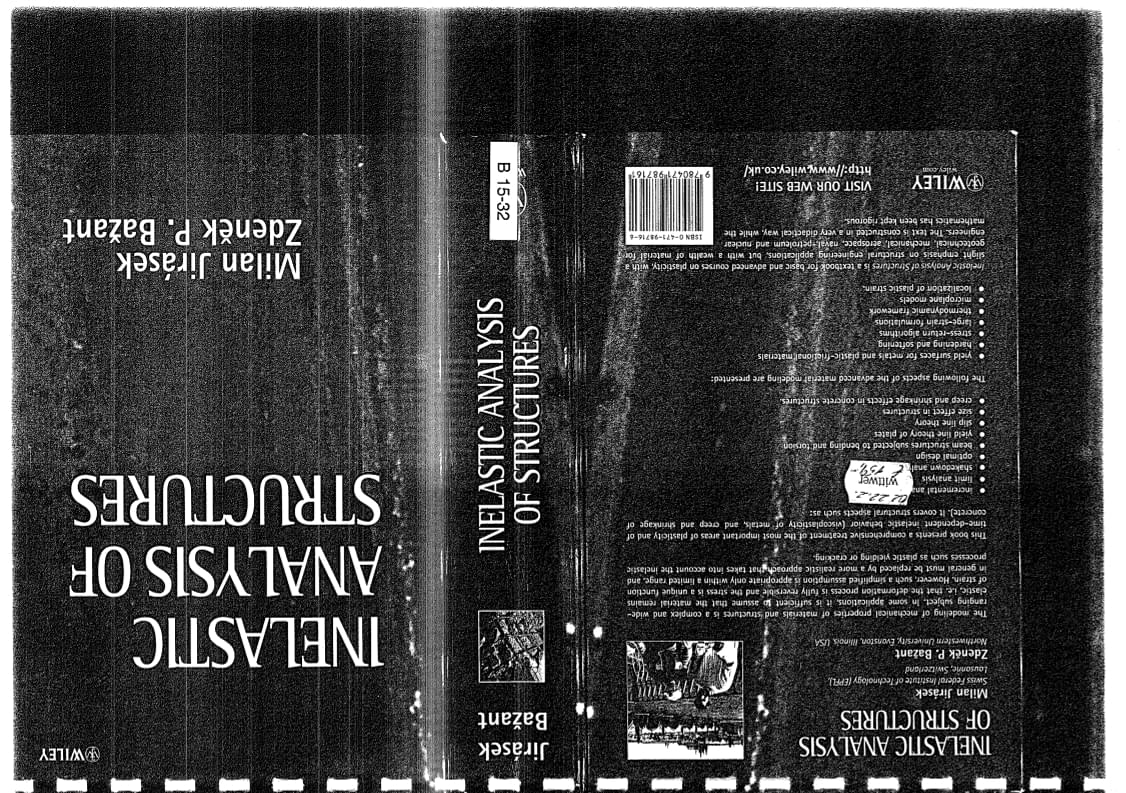 INELASTIC
ANALYSIS OF
STRUCTURES
Milan Jirásek
Zdeněk P. Bažant
WILEY
Jirásek
Bažant
INELASTIC ANALYSIS
OF STRUCTURES
B 15-32
INELASTIC ANALYSIS
OF STRUCTURES
Milan Jirásek
Swiss Federal Institute of Technology (EPFL),
Lausanne, Switzerland
Zdeněk P. Bažant
Northwestern University, Evanston, Illinois, USA
The modeling of mechanical properties of materials and structures is a complex and wide-
ranging subject. In some applications, it is sufficient to assume that the material remains
elastic, i.e. that the deformation process is fully reversible and the stress is a unique function
of strain. However, such a simplified assumption is appropriate only within a limited range, and
in general must be replaced by a more realistic approach that takes into account the inelastic
processes such as plastic yielding or cracking.
This book presents a comprehensive treatment of the most important areas of plasticity and of
time-dependent inelastic behavior (viscoplasticity of metals, and creep and shrinkage of
concrete). It covers structural aspects such as:
• incremental ana
• limit analysis
• shakedown anal
• optimal design
• beam structures subjected to bending and torsion
• yield line theory of plates
• slip line theory
• size effect in structures
• creep and shrinkage effects in concrete structures.
wittwer
The following aspects of the advanced material modeling are presented:
• yield surfaces for metals and plastic-frictional materials
• hardening and softening
• stress-return algorithms
• large-strain formulations
• thermodynamic framework
• microplane models
• localization of plastic strain.
Inelastic Analysis of Structures is a textbook for basic and advanced courses on plasticity, with a
slight emphasis on structural engineering applications, but with a wealth of material for
geotechnical, mechanical, aerospace, naval, petroleum and nuclear
engineers. The text is constructed in a very didactical way, while the
mathematics has been kept rigorous.
WILEY
wiley.com
VISIT OUR WEB SITE!
http://www.wiley.co.uk/
ISBN 0-471-98716-6
9 780471 987161